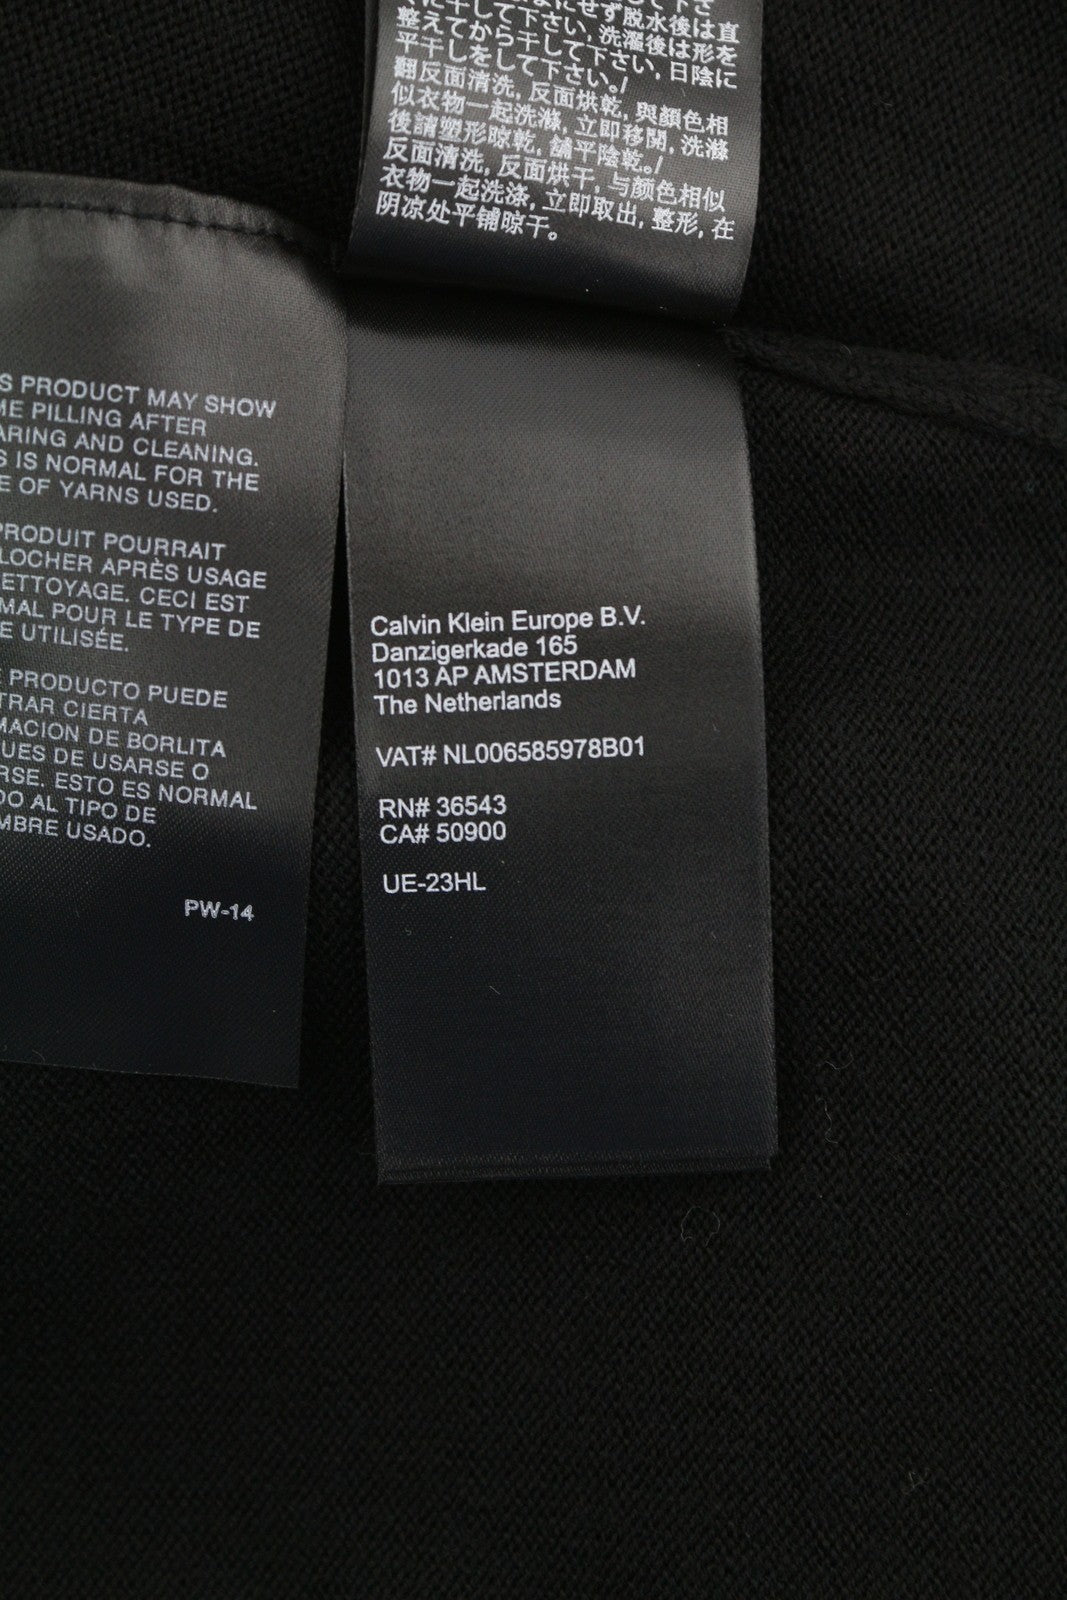 整えてから干して下さい, 日陰に
平干しをして下さい。/
翻反面清洗, 反面烘乾, 與顏色相
似衣物一起洗滌, 立即移開, 洗滌
後請塑形晾乾, 舖平陰乾。/
反面清洗, 反面烘干, 与颜色相似
衣物一起洗涤, 立即取出, 整形, 在
阴凉处平铺晾干。
S PRODUCT MAY SHOW
ME PILLING AFTER
ARING AND CLEANING.
S IS NORMAL FOR THE
E OF YARNS USED.
PRODUIT POURRAIT
LOCHER APRÈS USAGE
ETTOYAGE. CECI EST
MAL POUR LE TYPE DE
E UTILISÉE.
E PRODUCTO PUEDE
TRAR CIERTA
MACION DE BORLITA
UES DE USARSE O
RSE. ESTO ES NORMAL
DO AL TIPO DE
MBRE USADO.
PW-14
Calvin Klein Europe B.V.
Danzigerkade 165
1013 AP AMSTERDAM
The Netherlands
VAT# NL006585978B01
RN# 36543
CA# 50900
UE-23HL